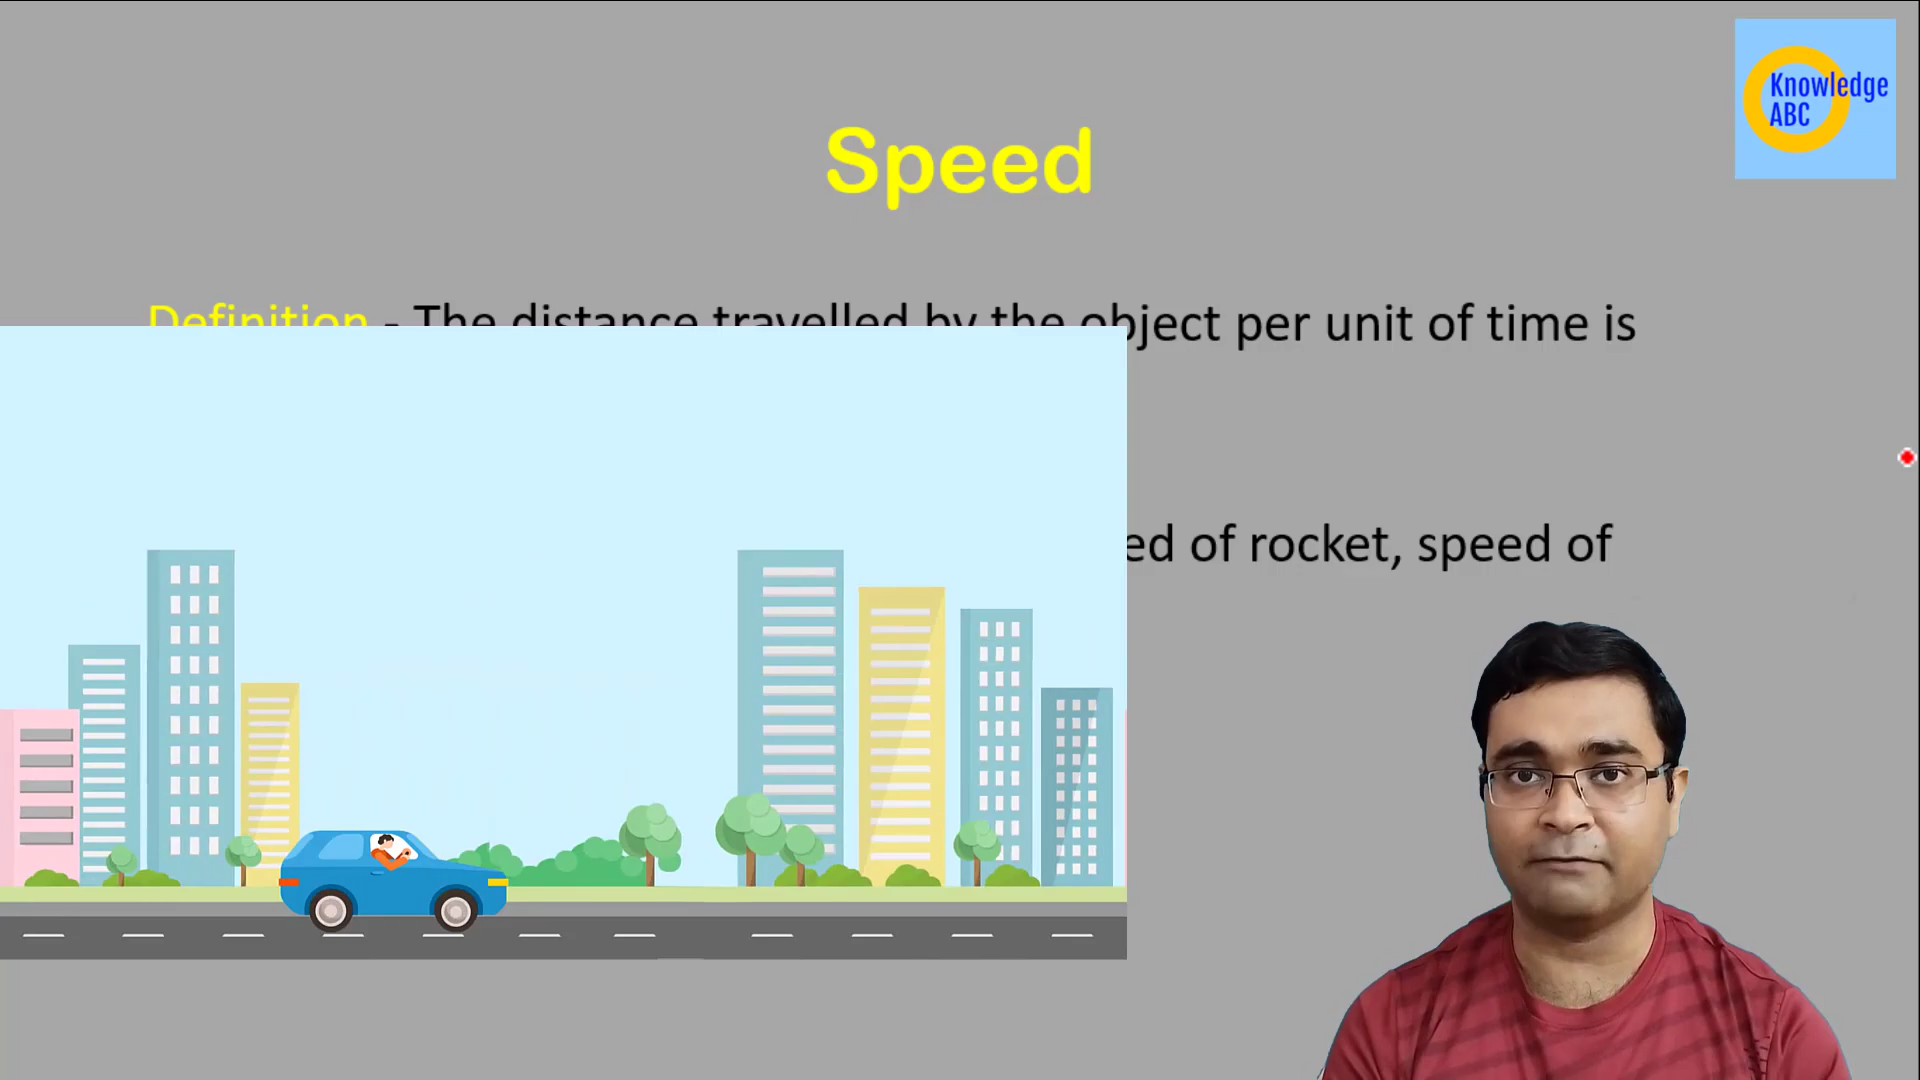 Knowledge
ABC
Speed
Definition - The distance travelled by the object per unit of time is
of rocket, speed of